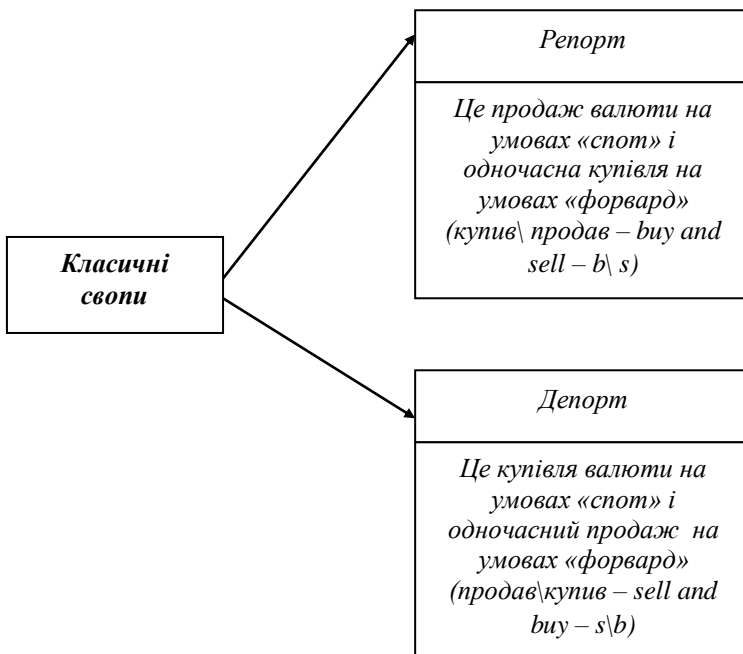 Репорт
Це продаж валюти на
умовах «спот» і
одночасна купівля на
умовах «форвард»
(купив\ продав – buy and
sell – b\ s)
Класичні
свопи
Депорт
Це купівля валюти на
умовах «спот» і
одночасний продаж на
умовах «форвард»
(продав\купив – sell and
buy – s\b)